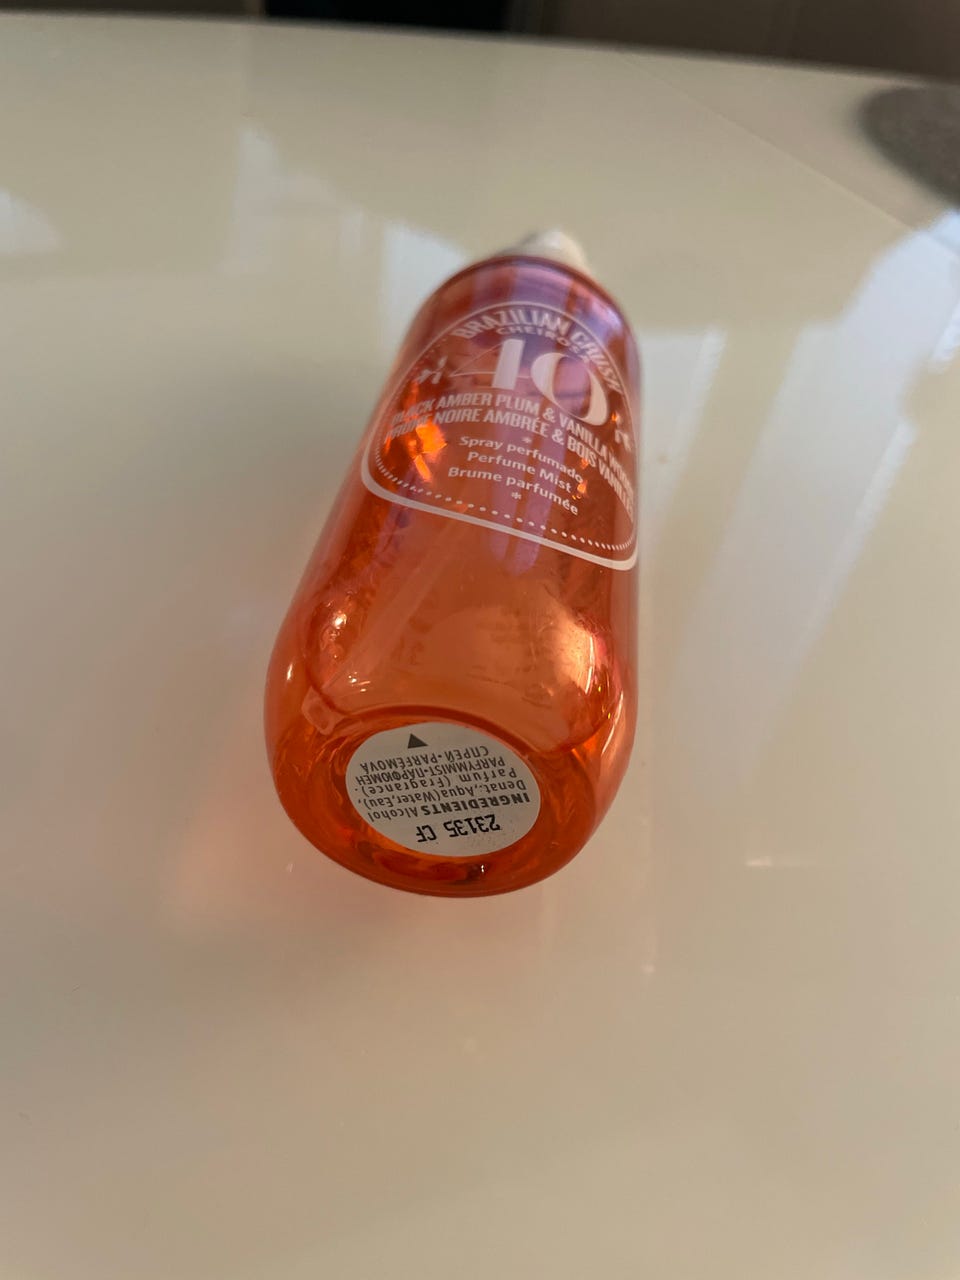 BRAZILIAN CRUSH
CHEIROSA
40
BLACK AMBER PLUM & VANILLA WOODS
PRUNE NOIRE AMBRÉE & BOIS VANILLÉS
*
Spray perfumado
Perfume Mist
Brume parfumée
*
23135 CF
INGREDIENTS Alcohol
Denat., Aqua(Water,Eau),
Parfum (Fragrance).
PARFYMMIST-ПАРФЮМЕН
СПРЕЙ-PARFÉMOVÁ